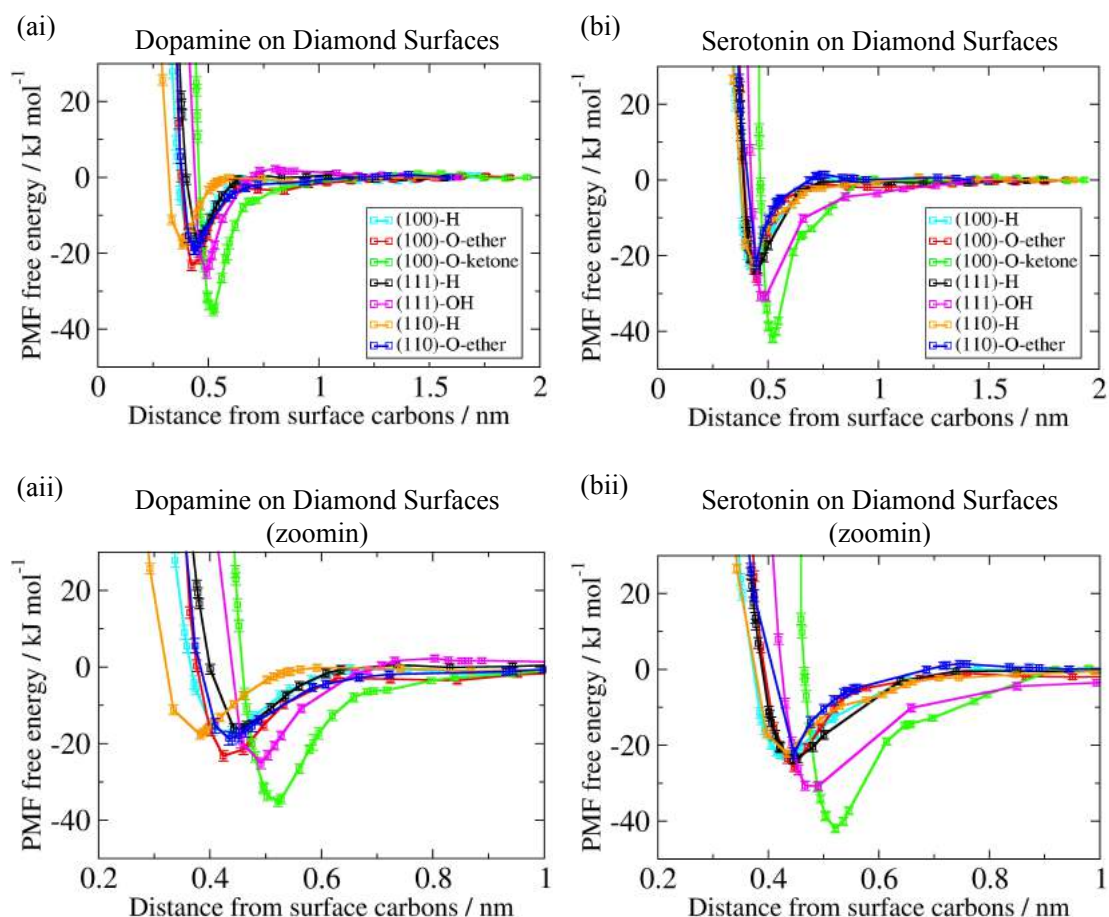 (ai)
Dopamine on Diamond Surfaces
PMF free energy / kJ mol⁻¹
20
0
-20
-40
(100)-H
(100)-O-ether
(100)-O-ketone
(111)-H
(111)-OH
(110)-H
(110)-O-ether
0 0.5 1 1.5 2
Distance from surface carbons / nm
(bi)
Serotonin on Diamond Surfaces
PMF free energy / kJ mol⁻¹
20
0
-20
-40
(100)-H
(100)-O-ether
(100)-O-ketone
(111)-H
(111)-OH
(110)-H
(110)-O-ether
0 0.5 1 1.5 2
Distance from surface carbons / nm
(aii)
Dopamine on Diamond Surfaces
(zoomin)
PMF free energy / kJ mol⁻¹
20
0
-20
-40
0.2 0.4 0.6 0.8 1
Distance from surface carbons / nm
(bii)
Serotonin on Diamond Surfaces
(zoomin)
PMF free energy / kJ mol⁻¹
20
0
-20
-40
0.2 0.4 0.6 0.8 1
Distance from surface carbons / nm